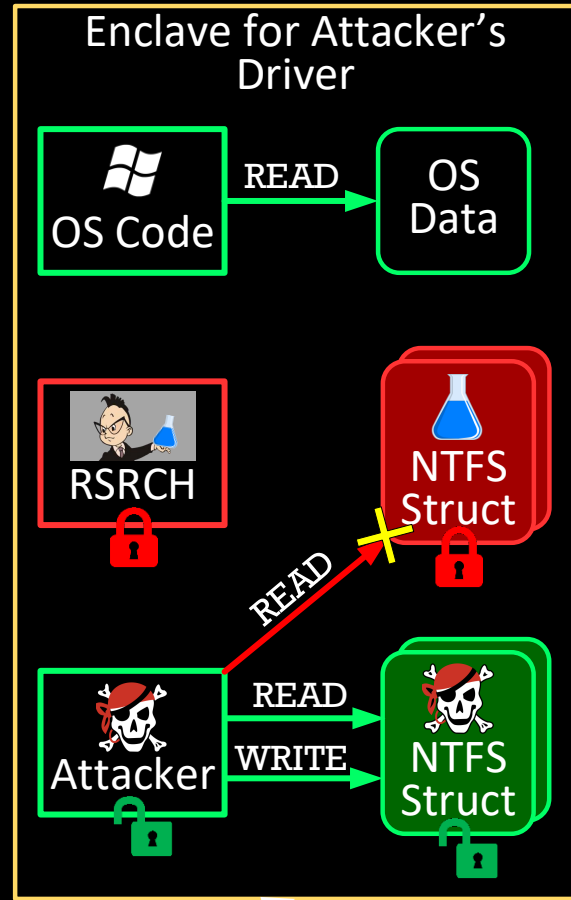 Enclave for Attacker's
Driver
OS Code
READ
OS
Data
RSRCH
NTFS
Struct
READ
Attacker
READ
WRITE
NTFS
Struct